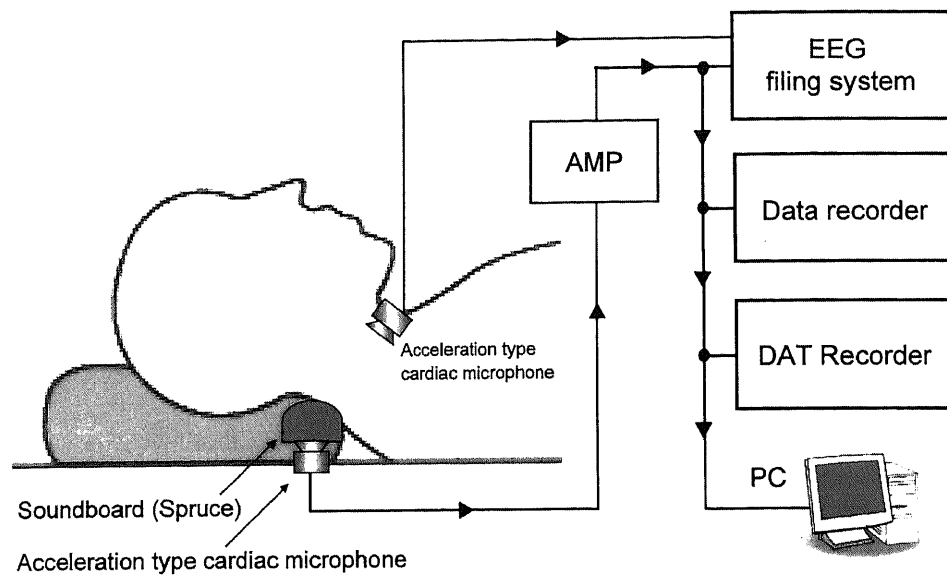 EEG
filing system
AMP
Data recorder
Acceleration type
cardiac microphone
DAT Recorder
PC
Soundboard (Spruce)
Acceleration type cardiac microphone